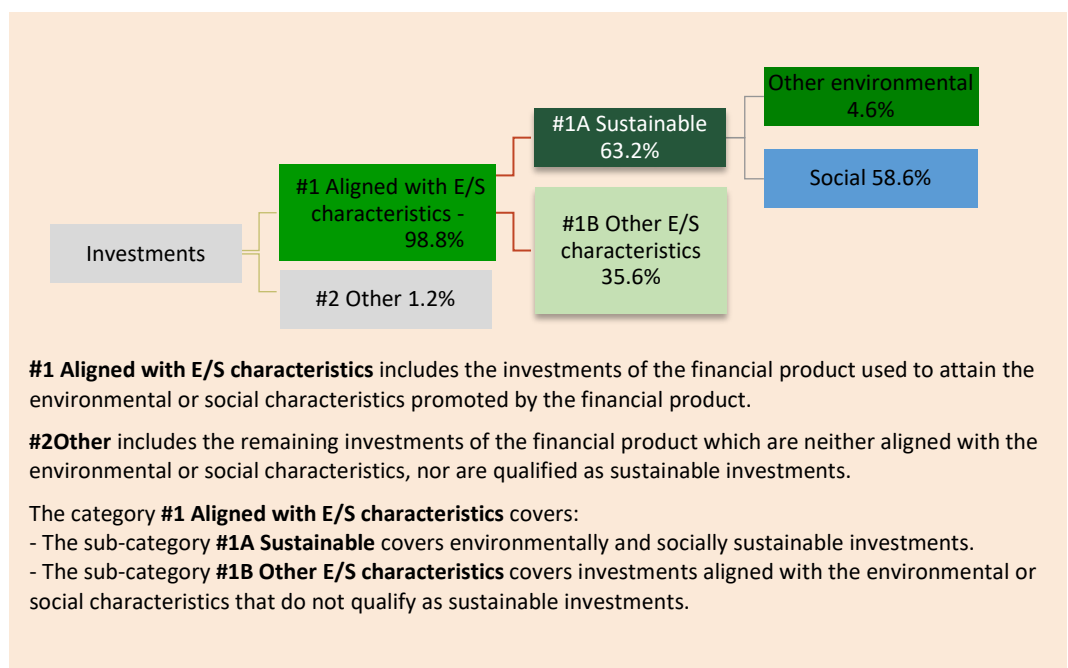 Other environmental
4.6%
#1A Sustainable
63.2%
Social 58.6%
#1 Aligned with E/S
characteristics -
98.8%
#1B Other E/S
characteristics
35.6%
Investments
#2 Other 1.2%
#1 Aligned with E/S characteristics includes the investments of the financial product used to attain the
environmental or social characteristics promoted by the financial product.
#2Other includes the remaining investments of the financial product which are neither aligned with the
environmental or social characteristics, nor are qualified as sustainable investments.
The category #1 Aligned with E/S characteristics covers:
- The sub-category #1A Sustainable covers environmentally and socially sustainable investments.
- The sub-category #1B Other E/S characteristics covers investments aligned with the environmental or
social characteristics that do not qualify as sustainable investments.